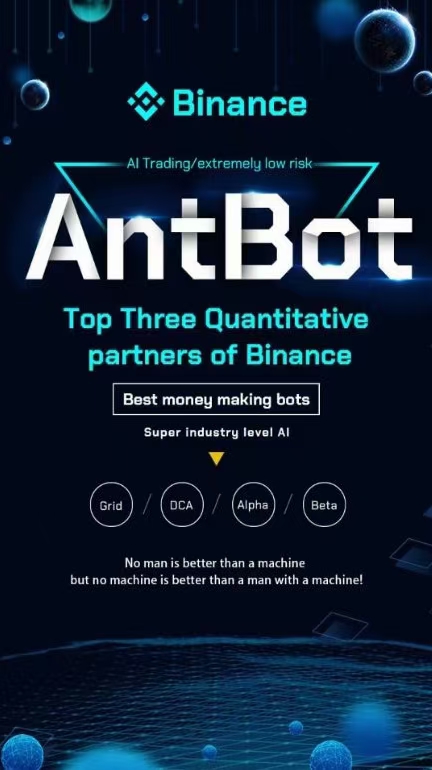 Binance
AI Trading/extremely low risk
AntBot
Top Three Quantitative
partners of Binance
Best money making bots
Super industry level AI
Grid / DCA / Alpha / Beta
No man is better than a machine
but no machine is better than a man with a machine!